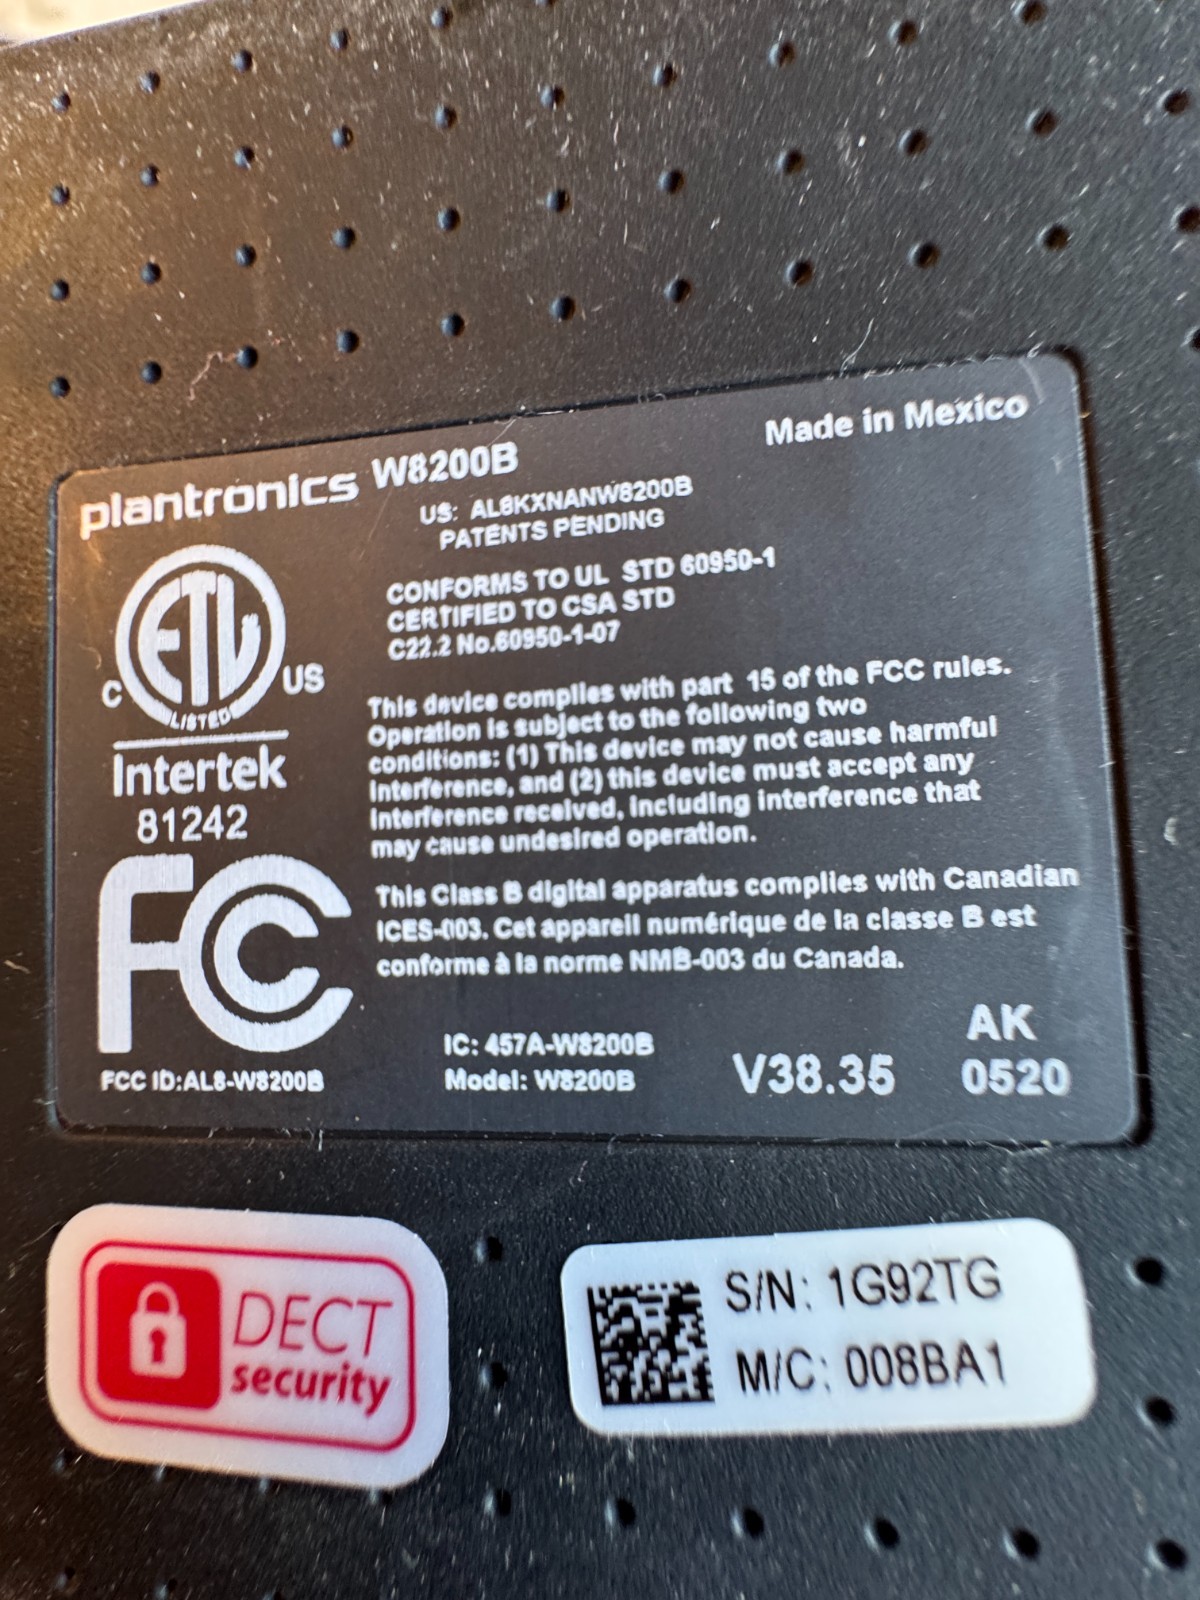 Made in Mexico
plantronics W8200B
US: AL8KXNANW8200B
PATENTS PENDING
CONFORMS TO UL STD 60950-1
CERTIFIED TO CSA STD
C22.2 No.60950-1-07
ETL
C US
LISTED
Intertek
81242
This device complies with part 15 of the FCC rules.
Operation is subject to the following two
conditions: (1) This device may not cause harmful
interference, and (2) this device must accept any
interference received, including interference that
may cause undesired operation.
This Class B digital apparatus complies with Canadian
ICES-003. Cet appareil numérique de la classe B est
conforme à la norme NMB-003 du Canada.
FC
FCC ID:AL8-W8200B
IC: 457A-W8200B
Model: W8200B
V38.35
AK
0520
DECT
security
S/N: 1G92TG
M/C: 008BA1